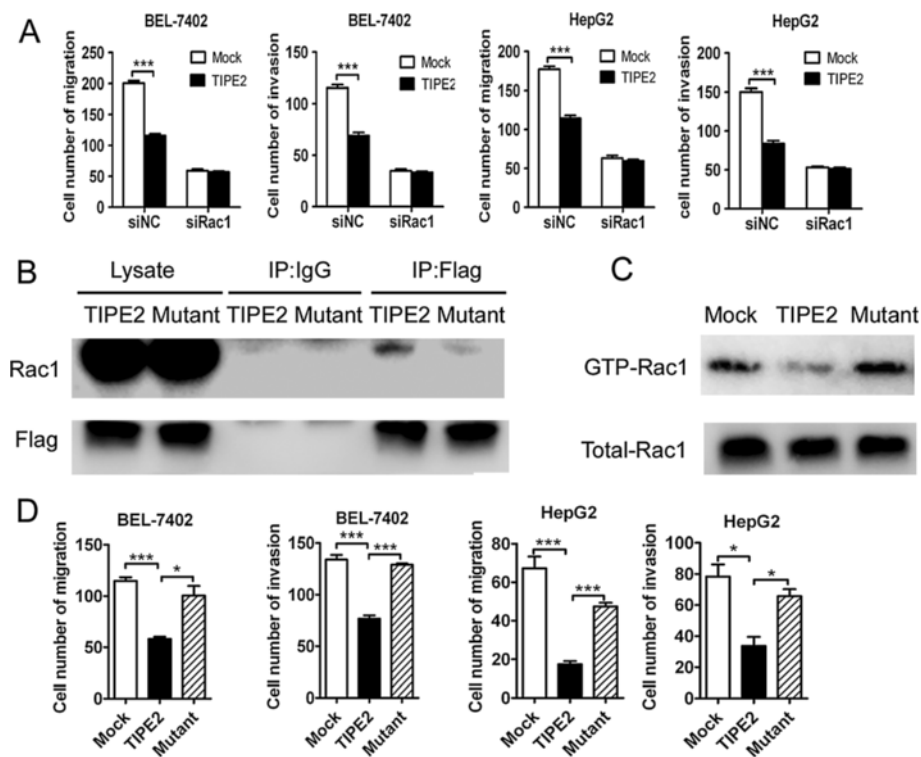 A
BEL-7402
Cell number of migration
250
200
150
100
50
0
***
Mock
TIPE2
siNC
siRac1
BEL-7402
Cell number of invasion
150
100
50
0
***
Mock
TIPE2
siNC
siRac1
HepG2
Cell number of migration
200
150
100
50
0
***
Mock
TIPE2
siNC
siRac1
HepG2
cell number of invasion
200
150
100
50
0
***
Mock
TIPE2
siNC
siRac1
B
Lysate IP:IgG IP:Flag
TIPE2 Mutant TIPE2 Mutant TIPE2 Mutant
Rac1
Flag
C
Mock TIPE2 Mutant
GTP-Rac1
Total-Rac1
D
BEL-7402
Cell number of migration
150
100
50
0
*** *
Mock TIPE2 Mutant
BEL-7402
Cell number of invasion
150
100
50
0
*** ***
Mock TIPE2 Mutant
HepG2
Cell number of migration
80
60
40
20
0
*** ***
Mock TIPE2 Mutant
HepG2
Cell number of invasion
100
80
60
40
20
0
* *
Mock TIPE2 Mutant